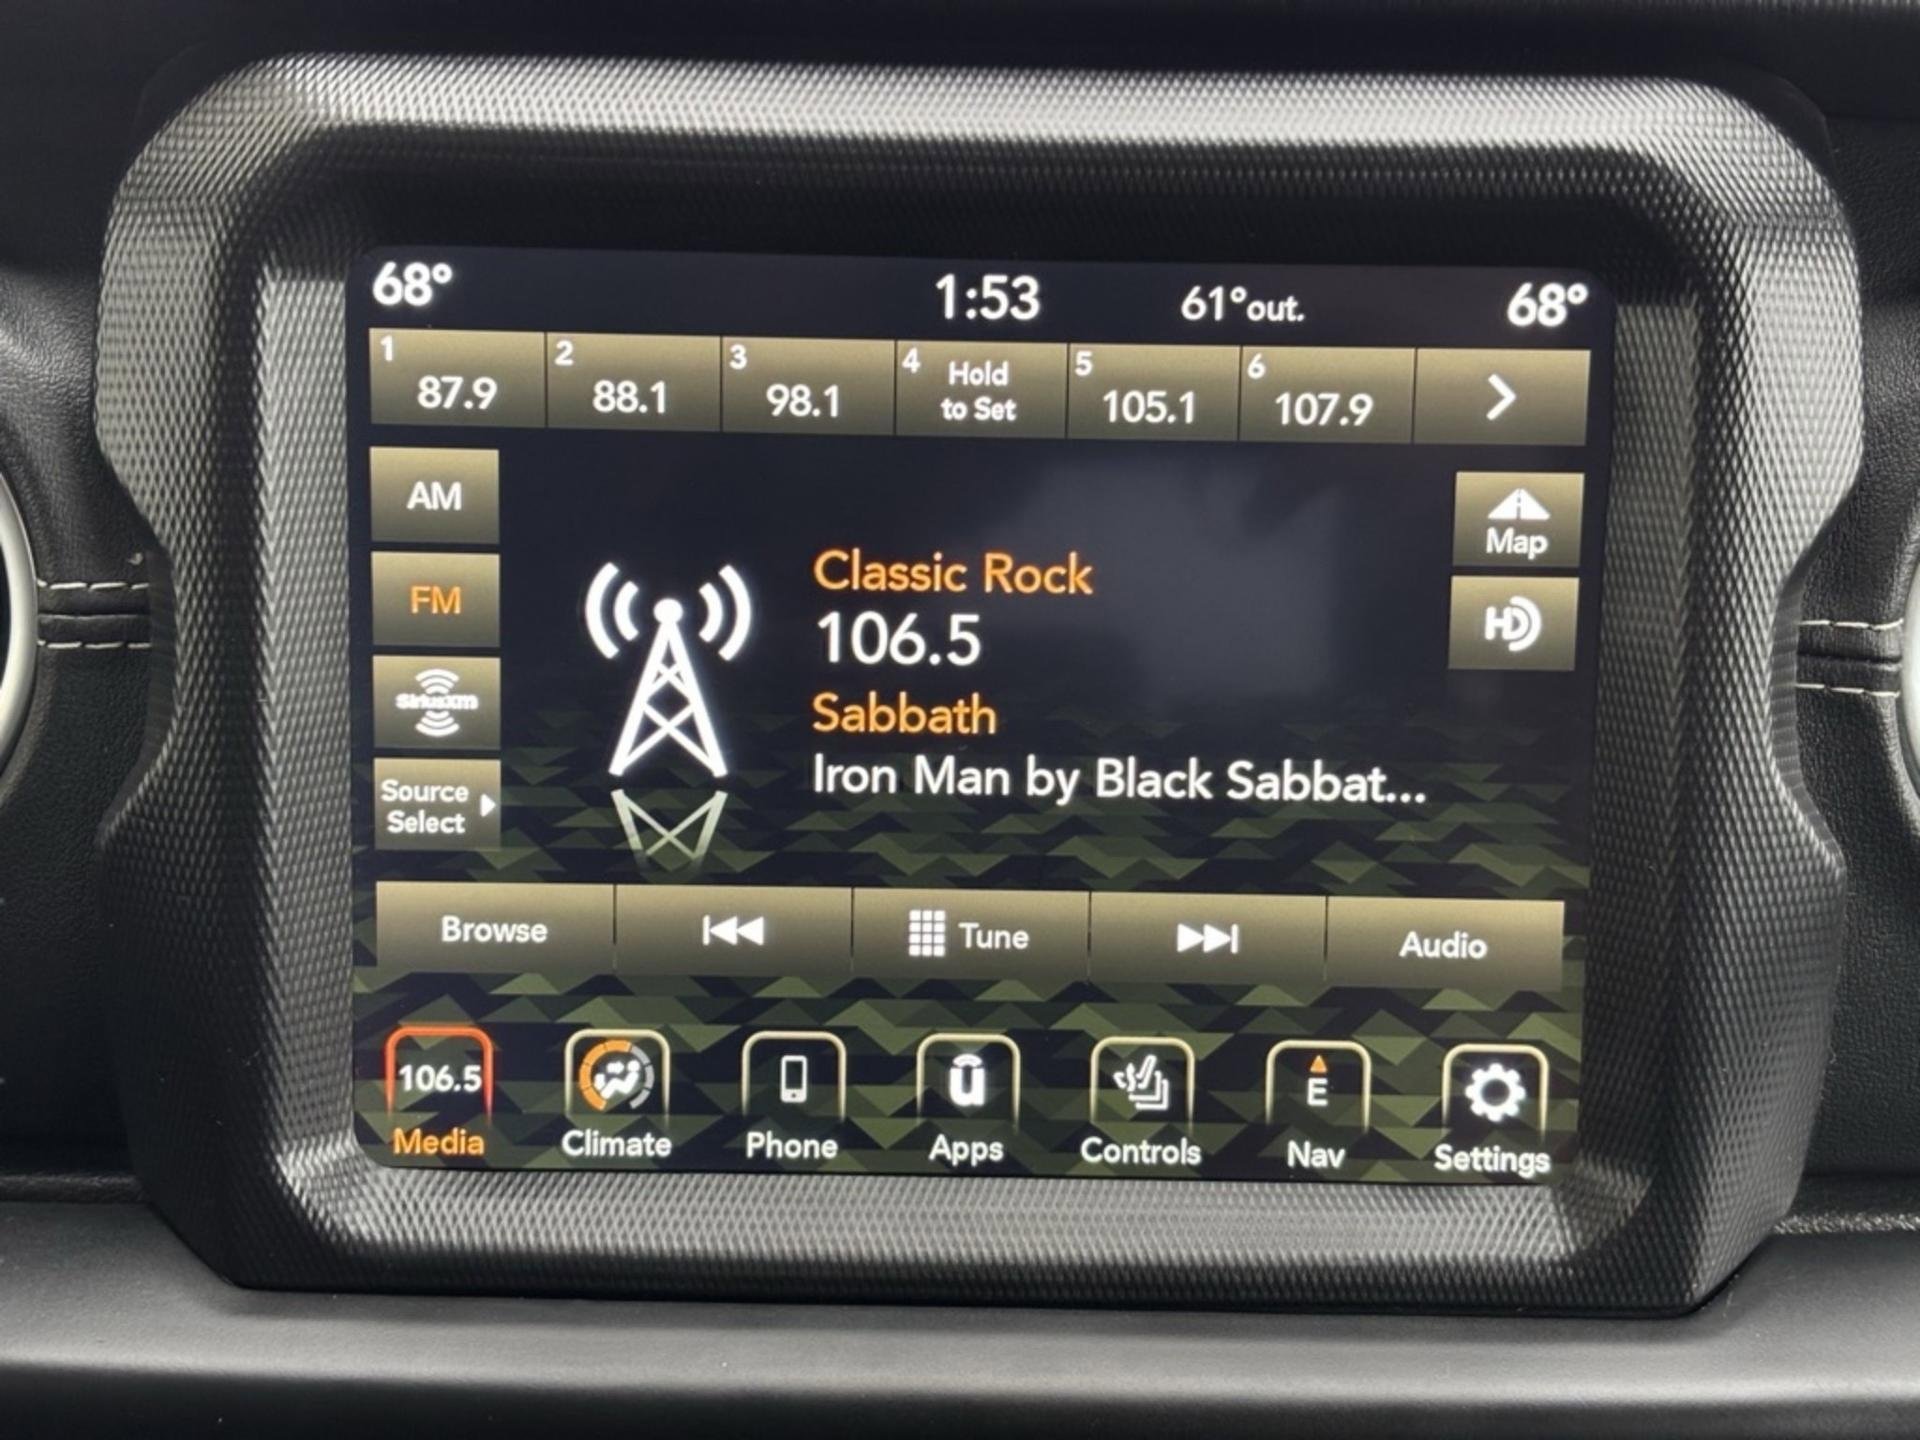 68° 1:53 61°out. 68°
1 2 3 4 Hold 5 6
87.9 88.1 98.1 to Set 105.1 107.9
AM
Map
FM
HD
SiriusXM
Source
Select
Classic Rock
106.5
Sabbath
Iron Man by Black Sabbat...
Browse Tune Audio
106.5 u E
Media Climate Phone Apps Controls Nav Settings